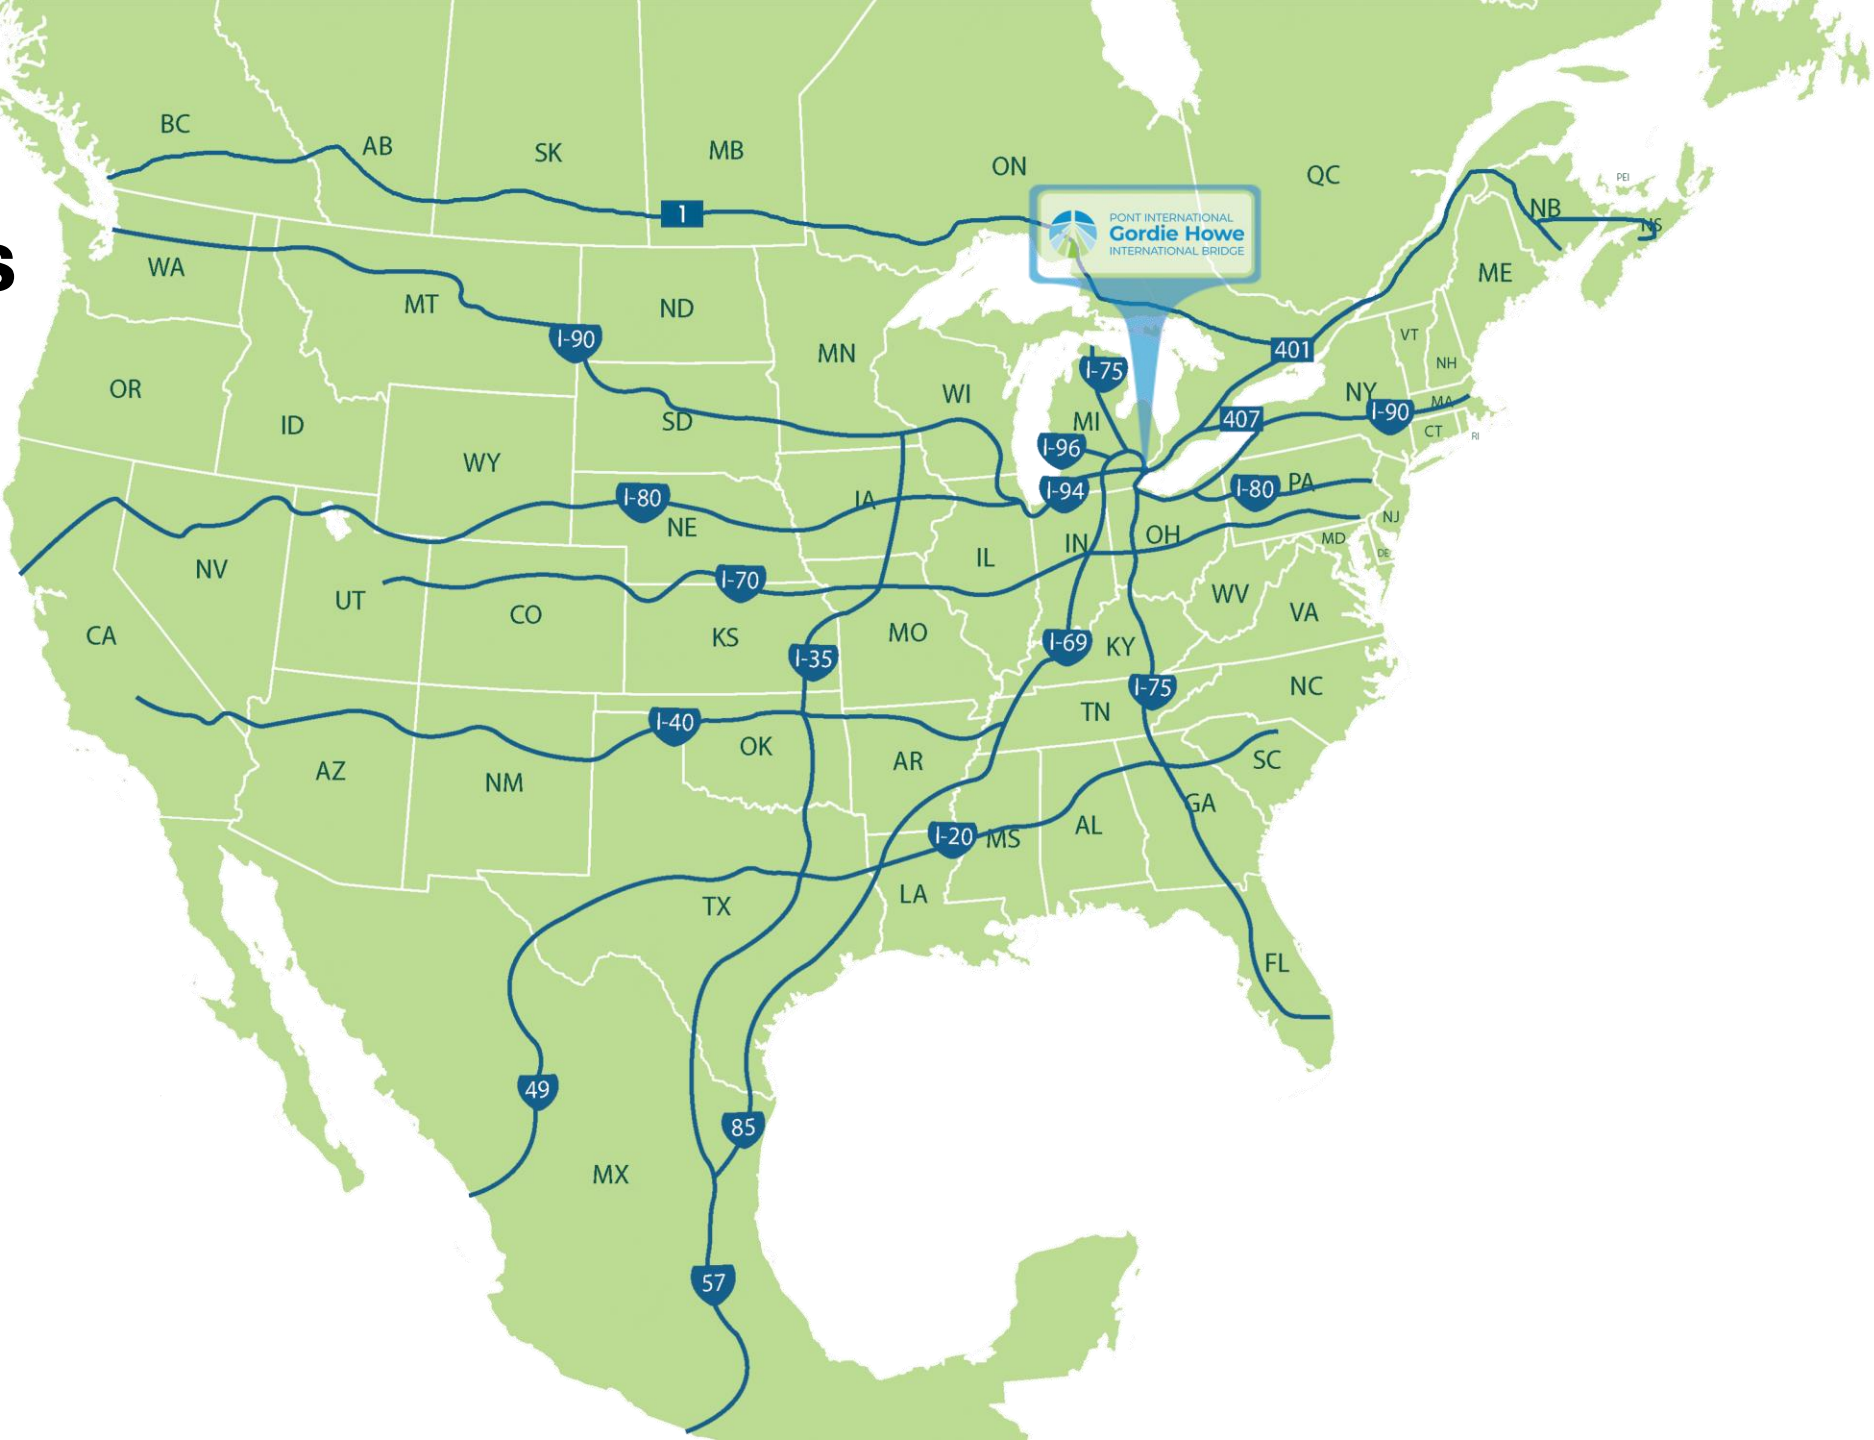 BC
AB
SK
MB
ON
QC
PEI
NB
NS
1
PONT INTERNATIONAL
Gordie Howe
INTERNATIONAL BRIDGE
s
WA
MT
ND
ME
I-90
MN
401
VT
NH
I-75
OR
ID
WI
NY
MA
I-90
SD
MI
407
CT
RI
WY
I-96
I-80
IA
I-94
I-80
PA
NE
NJ
NV
IL
IN
OH
MD
DE
UT
I-70
CO
WV
VA
CA
KS
MO
I-69
KY
I-35
I-75
NC
I-40
TN
OK
AR
SC
AZ
NM
GA
I-20
MS
AL
TX
LA
FL
49
85
MX
57